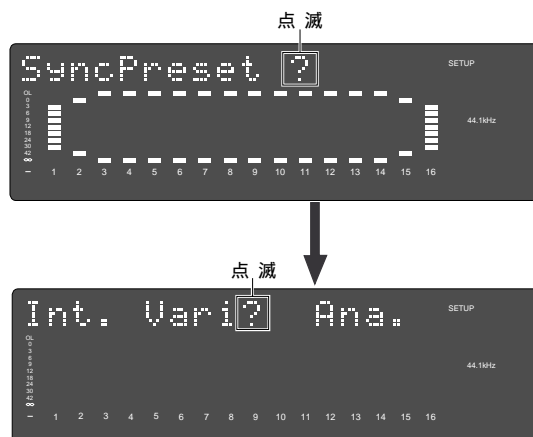 点滅
SyncPreset ?
SETUP
OL
0
3
6
9
12
18
24
30
42
∞
44.1kHz
– 1 2 3 4 5 6 7 8 9 10 11 12 13 14 15 16
点滅
Int. Vari? Ana.
SETUP
OL
0
3
6
9
12
18
24
30
42
∞
44.1kHz
– 1 2 3 4 5 6 7 8 9 10 11 12 13 14 15 16